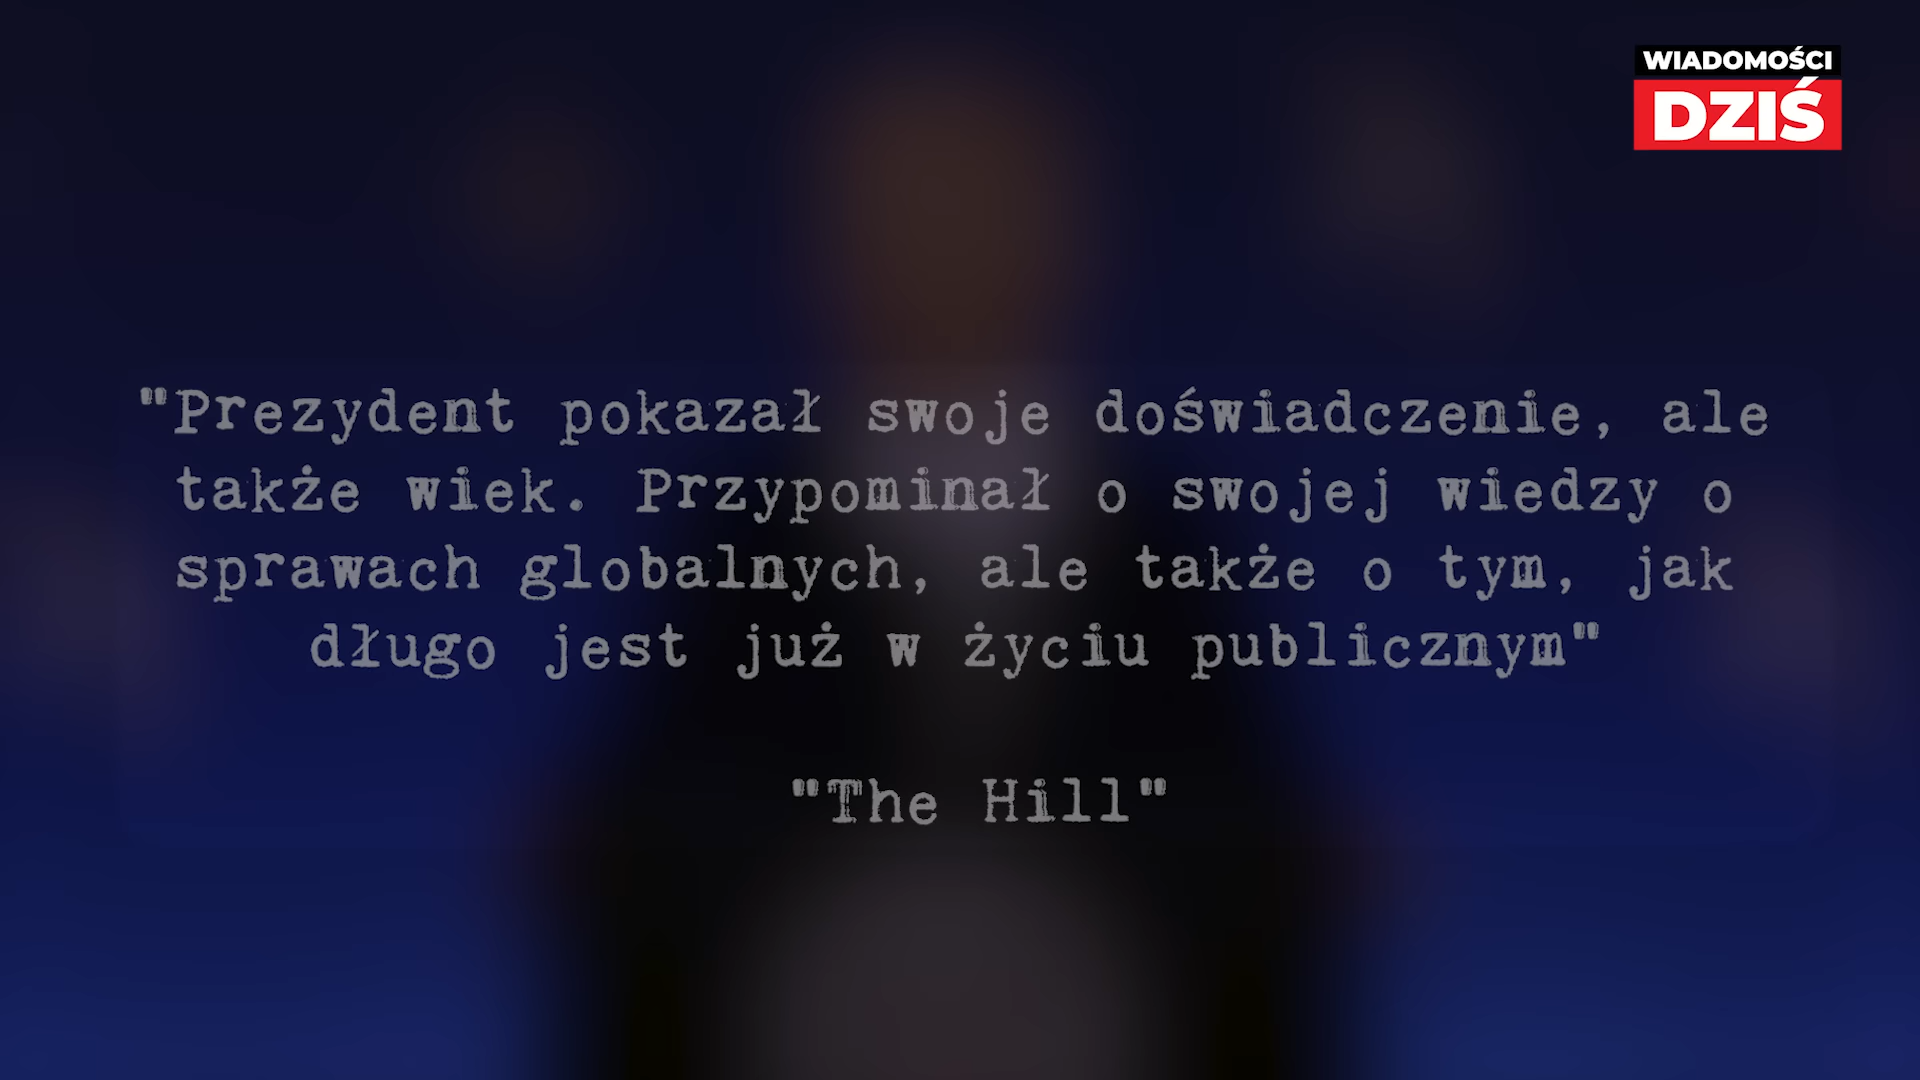 WIADOMOŚCI
DZIŚ
"Prezydent pokazał swoje doświadczenie, ale
także wiek. Przypominał o swojej wiedzy o
sprawach globalnych, ale także o tym, jak
długo jest już w życiu publicznym"
"The Hill"